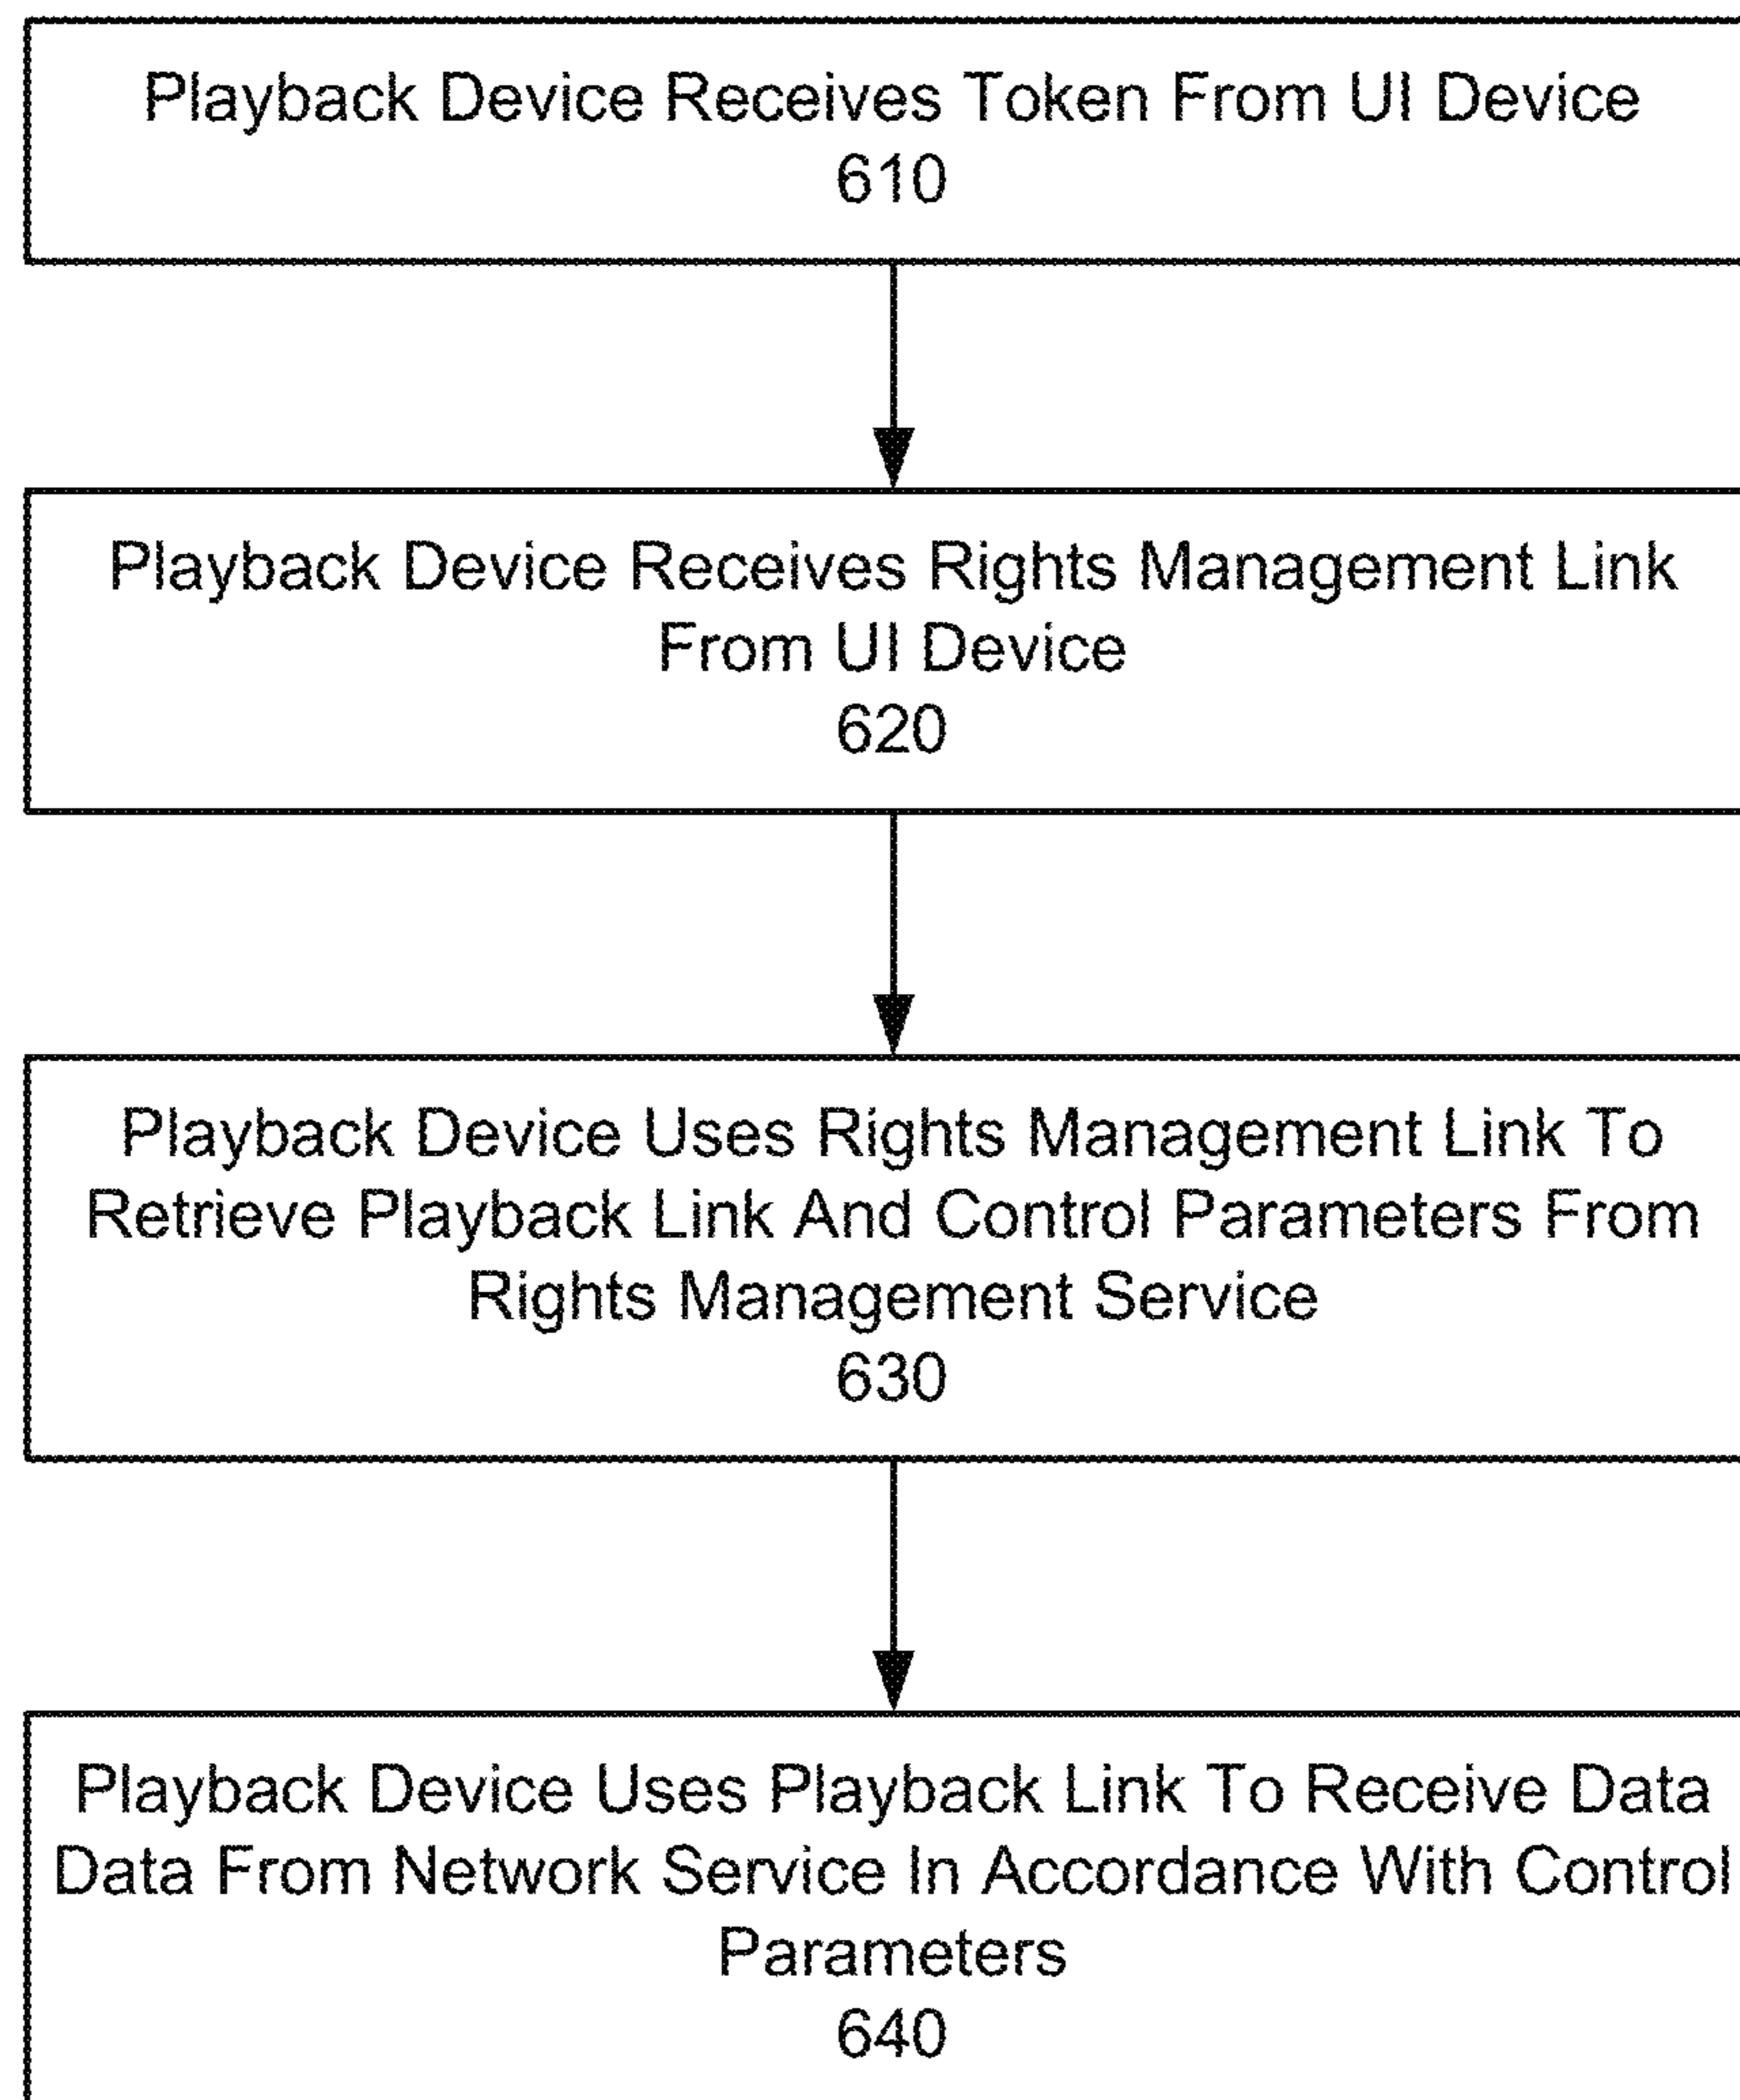 Playback Device Receives Token From UI Device
610
Playback Device Receives Rights Management Link
From UI Device
620
Playback Device Uses Rights Management Link To
Retrieve Playback Link And Control Parameters From
Rights Management Service
630
Playback Device Uses Playback Link To Receive Data
Data From Network Service In Accordance With Control
Parameters
640